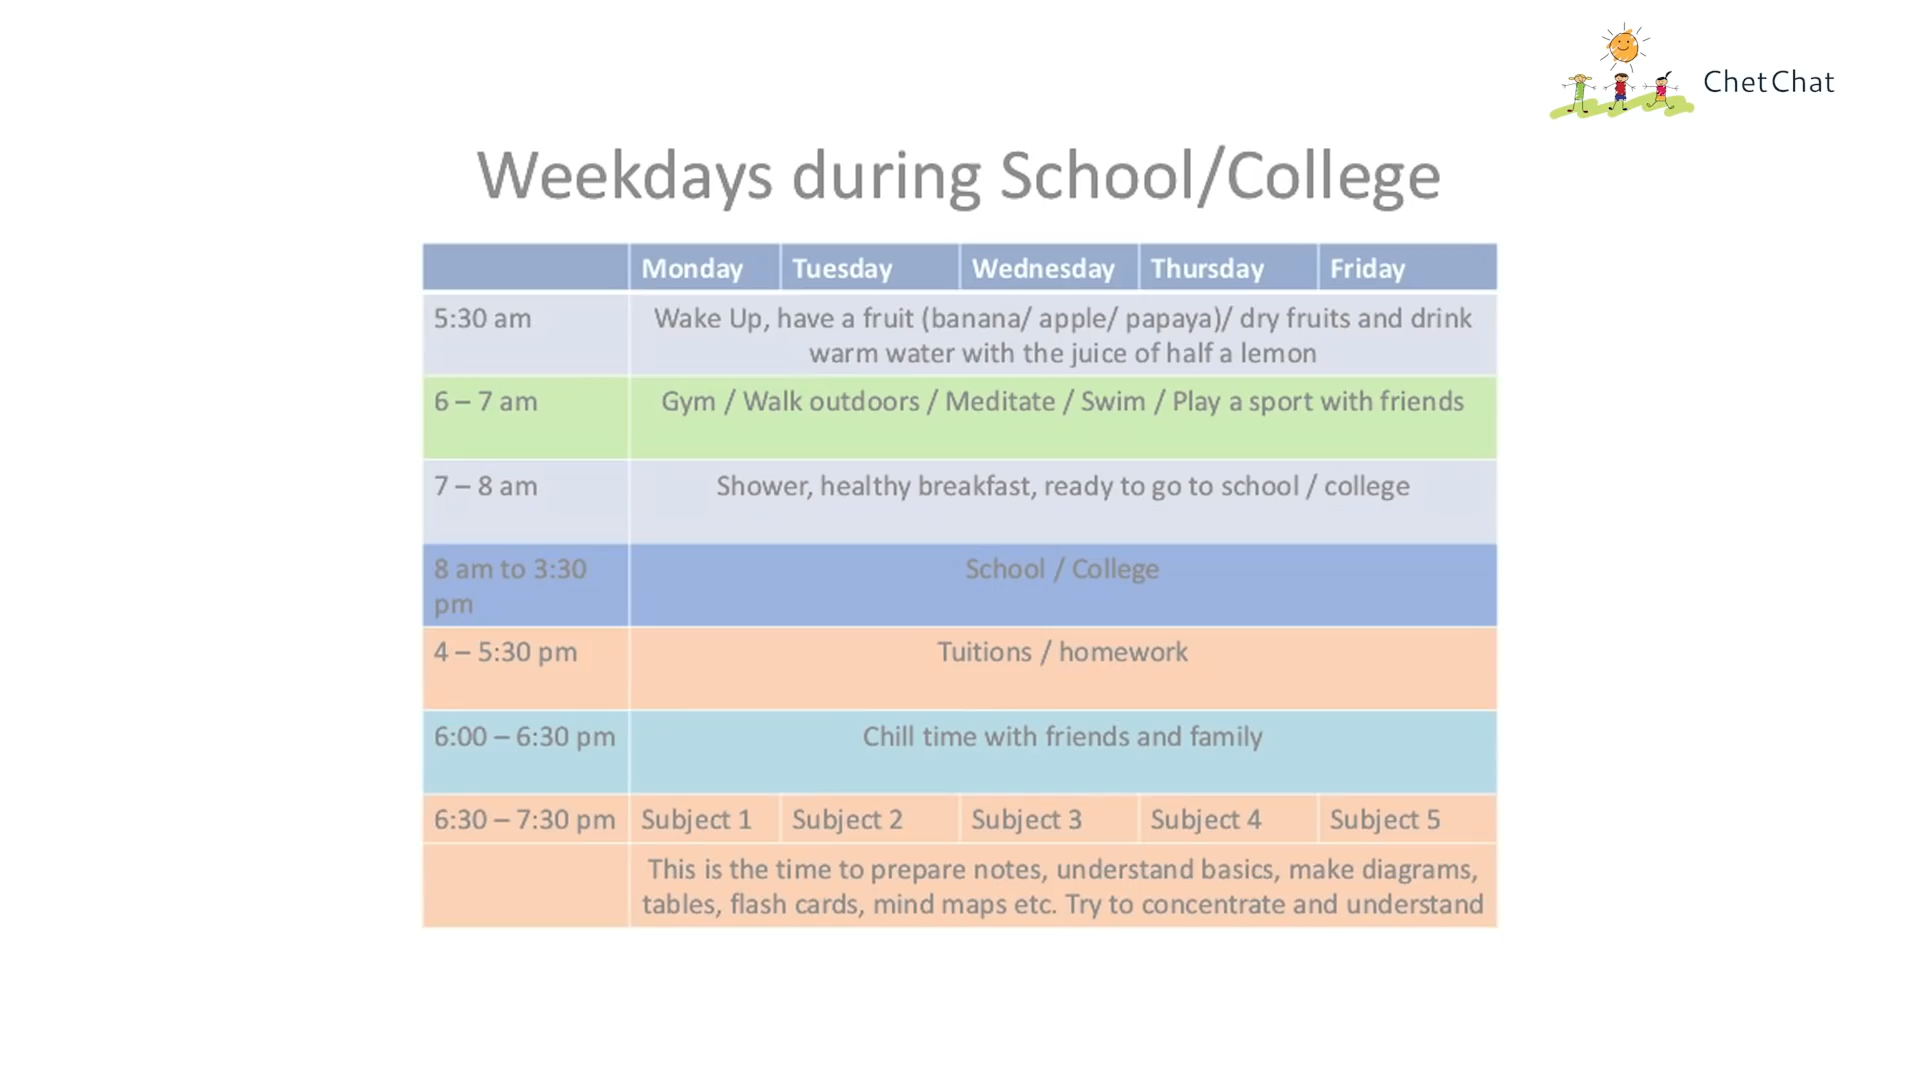 ChetChat
Weekdays during School/College
Monday Tuesday Wednesday Thursday Friday
5:30 am Wake Up, have a fruit (banana/ apple/ papaya)/ dry fruits and drink
warm water with the juice of half a lemon
6 – 7 am Gym / Walk outdoors / Meditate / Swim / Play a sport with friends
7 – 8 am Shower, healthy breakfast, ready to go to school / college
8 am to 3:30 School / College
pm
4 – 5:30 pm Tuitions / homework
6:00 – 6:30 pm Chill time with friends and family
6:30 – 7:30 pm Subject 1 Subject 2 Subject 3 Subject 4 Subject 5
This is the time to prepare notes, understand basics, make diagrams,
tables, flash cards, mind maps etc. Try to concentrate and understand